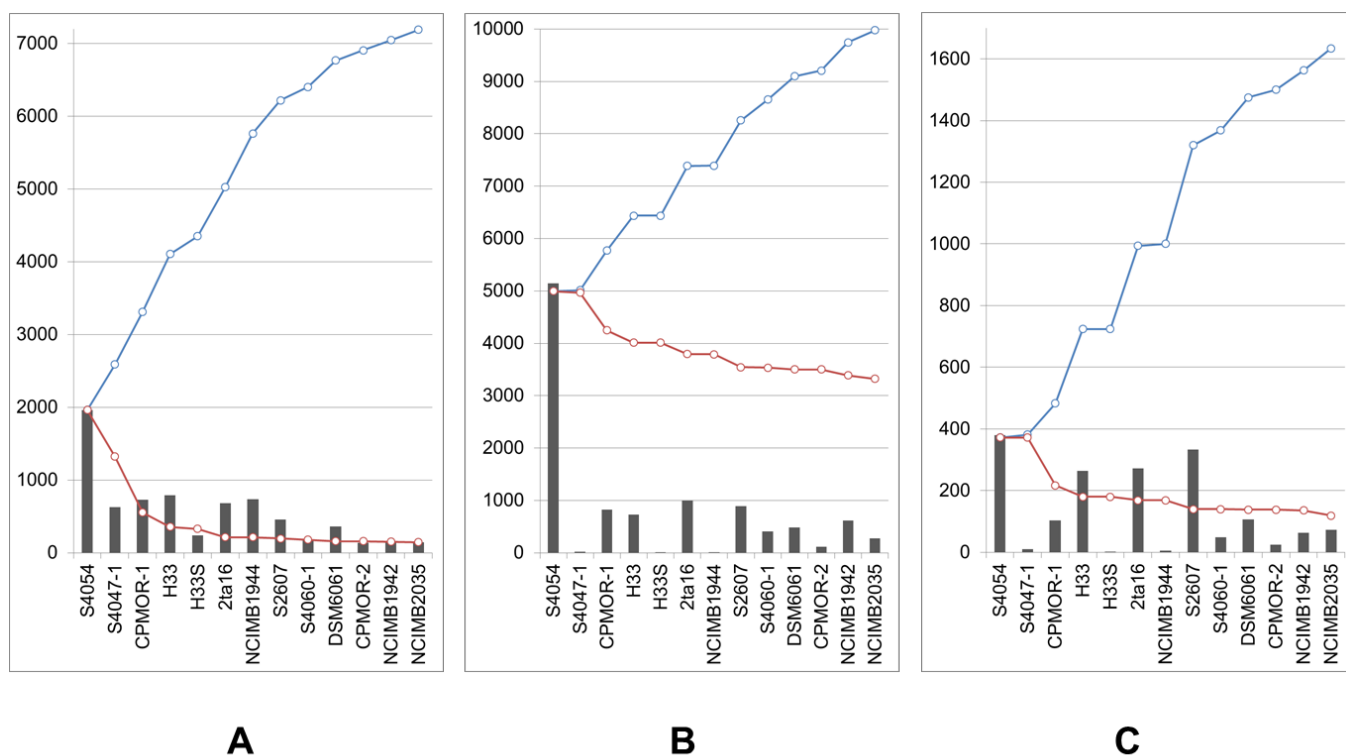 7000
6000
5000
4000
3000
2000
1000
0
S4054
S4047-1
CPMOR-1
H33
H33S
2ta16
NCIMB1944
S2607
S4060-1
DSM6061
CPMOR-2
NCIMB1942
NCIMB2035
A
10000
9000
8000
7000
6000
5000
4000
3000
2000
1000
0
S4054
S4047-1
CPMOR-1
H33
H33S
2ta16
NCIMB1944
S2607
S4060-1
DSM6061
CPMOR-2
NCIMB1942
NCIMB2035
B
1600
1400
1200
1000
800
600
400
200
0
S4054
S4047-1
CPMOR-1
H33
H33S
2ta16
NCIMB1944
S2607
S4060-1
DSM6061
CPMOR-2
NCIMB1942
NCIMB2035
C